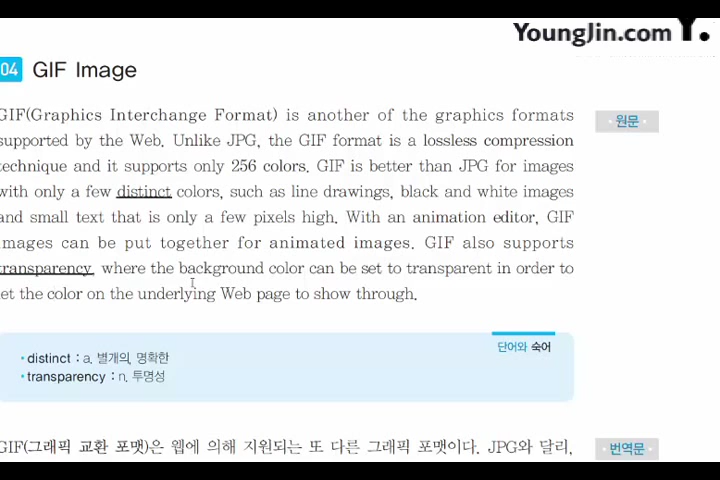 YoungJin.com Y.
04 GIF Image
GIF(Graphics Interchange Format) is another of the graphics formats
원문
supported by the Web. Unlike JPG, the GIF format is a lossless compression
technique and it supports only 256 colors. GIF is better than JPG for images
with only a few distinct colors, such as line drawings, black and white images
and small text that is only a few pixels high. With an animation editor, GIF
images can be put together for animated images. GIF also supports
transparency, where the background color can be set to transparent in order to
let the color on the underlying Web page to show through.
단어와 숙어
• distinct : a. 별개의, 명확한
• transparency : n. 투명성
GIF(그래픽 교환 포맷)은 웹에 의해 지원되는 또 다른 그래픽 포맷이다. JPG와 달리,
번역문